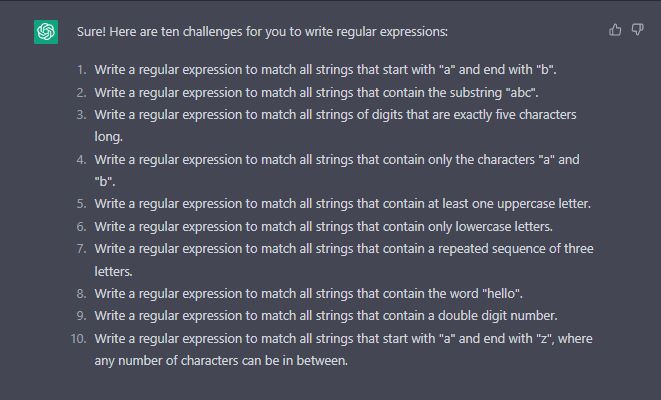 Sure! Here are ten challenges for you to write regular expressions:
1. Write a regular expression to match all strings that start with "a" and end with "b".
2. Write a regular expression to match all strings that contain the substring "abc".
3. Write a regular expression to match all strings of digits that are exactly five characters
long.
4. Write a regular expression to match all strings that contain only the characters "a" and
"b".
5. Write a regular expression to match all strings that contain at least one uppercase letter.
6. Write a regular expression to match all strings that contain only lowercase letters.
7. Write a regular expression to match all strings that contain a repeated sequence of three
letters.
8. Write a regular expression to match all strings that contain the word "hello".
9. Write a regular expression to match all strings that contain a double digit number.
10. Write a regular expression to match all strings that start with "a" and end with "z", where
any number of characters can be in between.